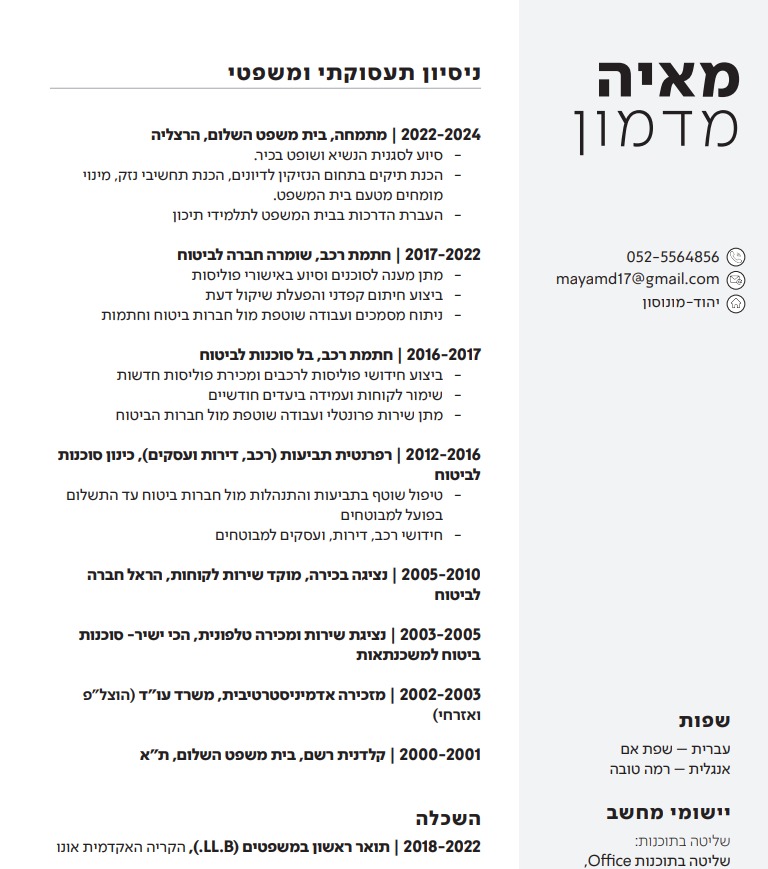 מאיה
מדמון
052-5564856
mayamd17@gmail.com
יהוד-מונוסון
שפות
עברית – שפת אם
אנגלית – רמה טובה
יישומי מחשב
שליטה בתוכנות:
שליטה בתוכנות Office,
ניסיון תעסוקתי ומשפטי
2022-2024 | מתמחה, בית משפט השלום, הרצליה
- סיוע לסגנית הנשיא ושופט בכיר.
- הכנת תיקים בתחום הנזיקין לדיונים, הכנת תחשיבי נזק, מינוי
מומחים מטעם בית המשפט.
- העברת הדרכות בבית המשפט לתלמידי תיכון
2017-2022 | חתמת רכב, שומרה חברה לביטוח
- מתן מענה לסוכנים וסיוע באישורי פוליסות
- ביצוע חיתום קפדני והפעלת שיקול דעת
- ניתוח מסמכים ועבודה שוטפת מול חברות ביטוח וחתמות
2016-2017 | חתמת רכב, בל סוכנות לביטוח
- ביצוע חידושי פוליסות לרכבים ומכירת פוליסות חדשות
- שימור לקוחות ועמידה ביעדים חודשיים
- מתן שירות פרונטלי ועבודה שוטפת מול חברות הביטוח
2012-2016 | רפרנטית תביעות (רכב, דירות ועסקים), כינון סוכנות
לביטוח
- טיפול שוטף בתביעות והתנהלות מול חברות ביטוח עד התשלום
בפועל למבוטחים
- חידושי רכב, דירות, ועסקים למבוטחים
2005-2010 | נציגה בכירה, מוקד שירות לקוחות, הראל חברה
לביטוח
2003-2005 | נציגת שירות ומכירה טלפונית, הכי ישיר- סוכנות
ביטוח למשכנתאות
2002-2003 | מזכירה אדמיניסטרטיבית, משרד עו״ד (הוצל״פ
ואזרחי)
2000-2001 | קלדנית רשם, בית משפט השלום, ת״א
השכלה
2018-2022 | תואר ראשון במשפטים (LL.B.), הקריה האקדמית אונו